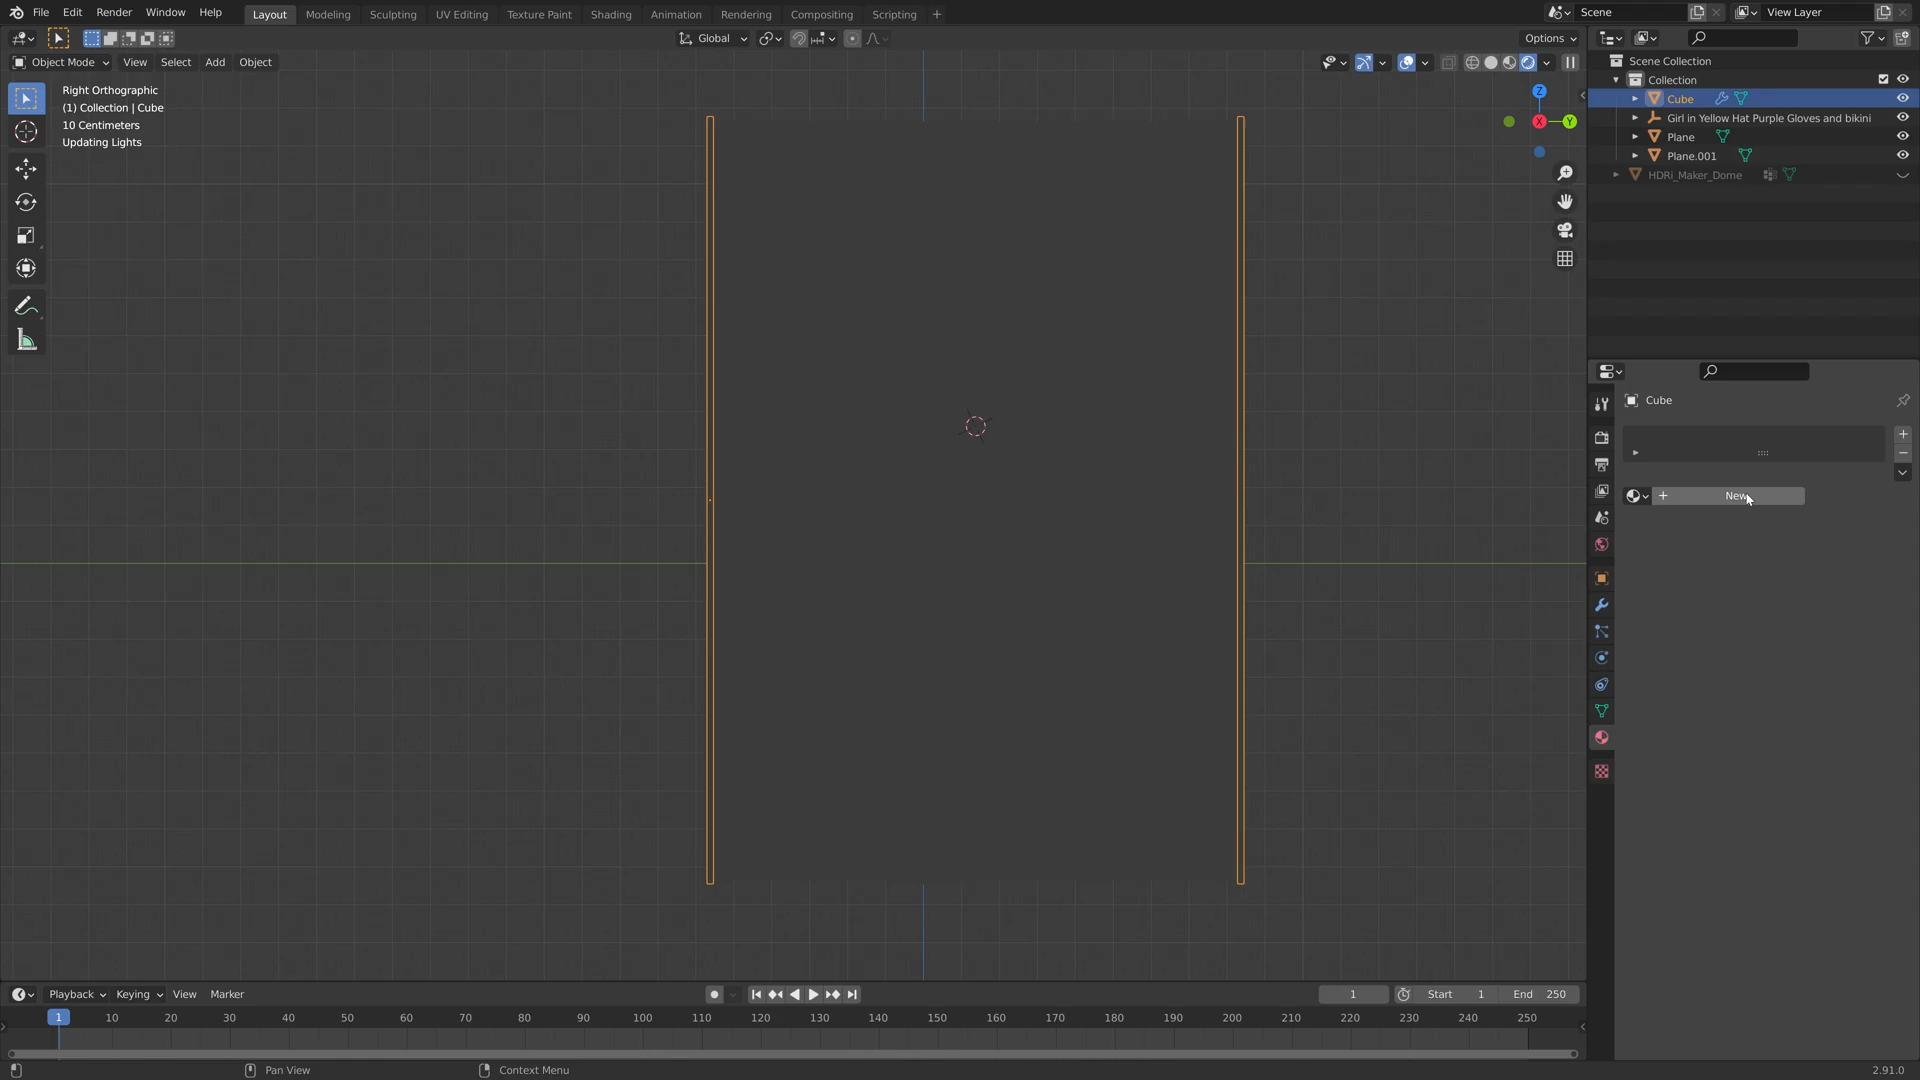 File Edit Render Window Help Layout Modeling Sculpting UV Editing Texture Paint Shading Animation Rendering Compositing Scripting + Scene View Layer
Global Options
Object Mode View Select Add Object
Right Orthographic
(1) Collection | Cube
10 Centimeters
Updating Lights
Z
X
Y
Scene Collection
Collection
Cube
Girl in Yellow Hat Purple Gloves and bikini
Plane
Plane.001
HDRi_Maker_Dome
Cube
New
Playback Keying View Marker 1 Start 1 End 250
1 10 20 30 40 50 60 70 80 90 100 110 120 130 140 150 160 170 180 190 200 210 220 230 240 250
Pan View Context Menu 2.91.0